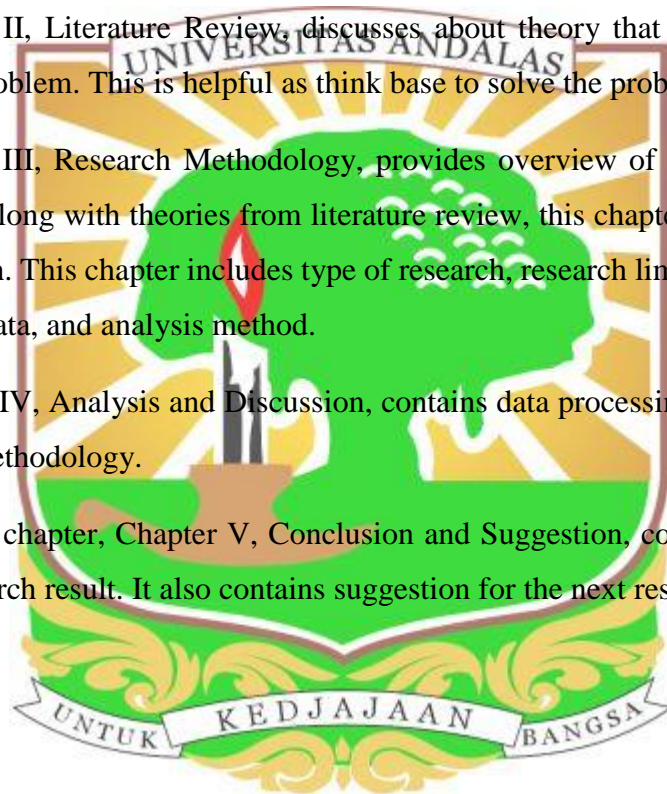 II, Literature Review, discusses about theory that
UNIVERSITAS ANDALAS
oblem. This is helpful as think base to solve the prob
III, Research Methodology, provides overview of
long with theories from literature review, this chapte
This chapter includes type of research, research lin
ata, and analysis method.
IV, Analysis and Discussion, contains data processin
ethodology.
chapter, Chapter V, Conclusion and Suggestion, co
rch result. It also contains suggestion for the next res
UNTUK KEDJAJAAN BANGSA